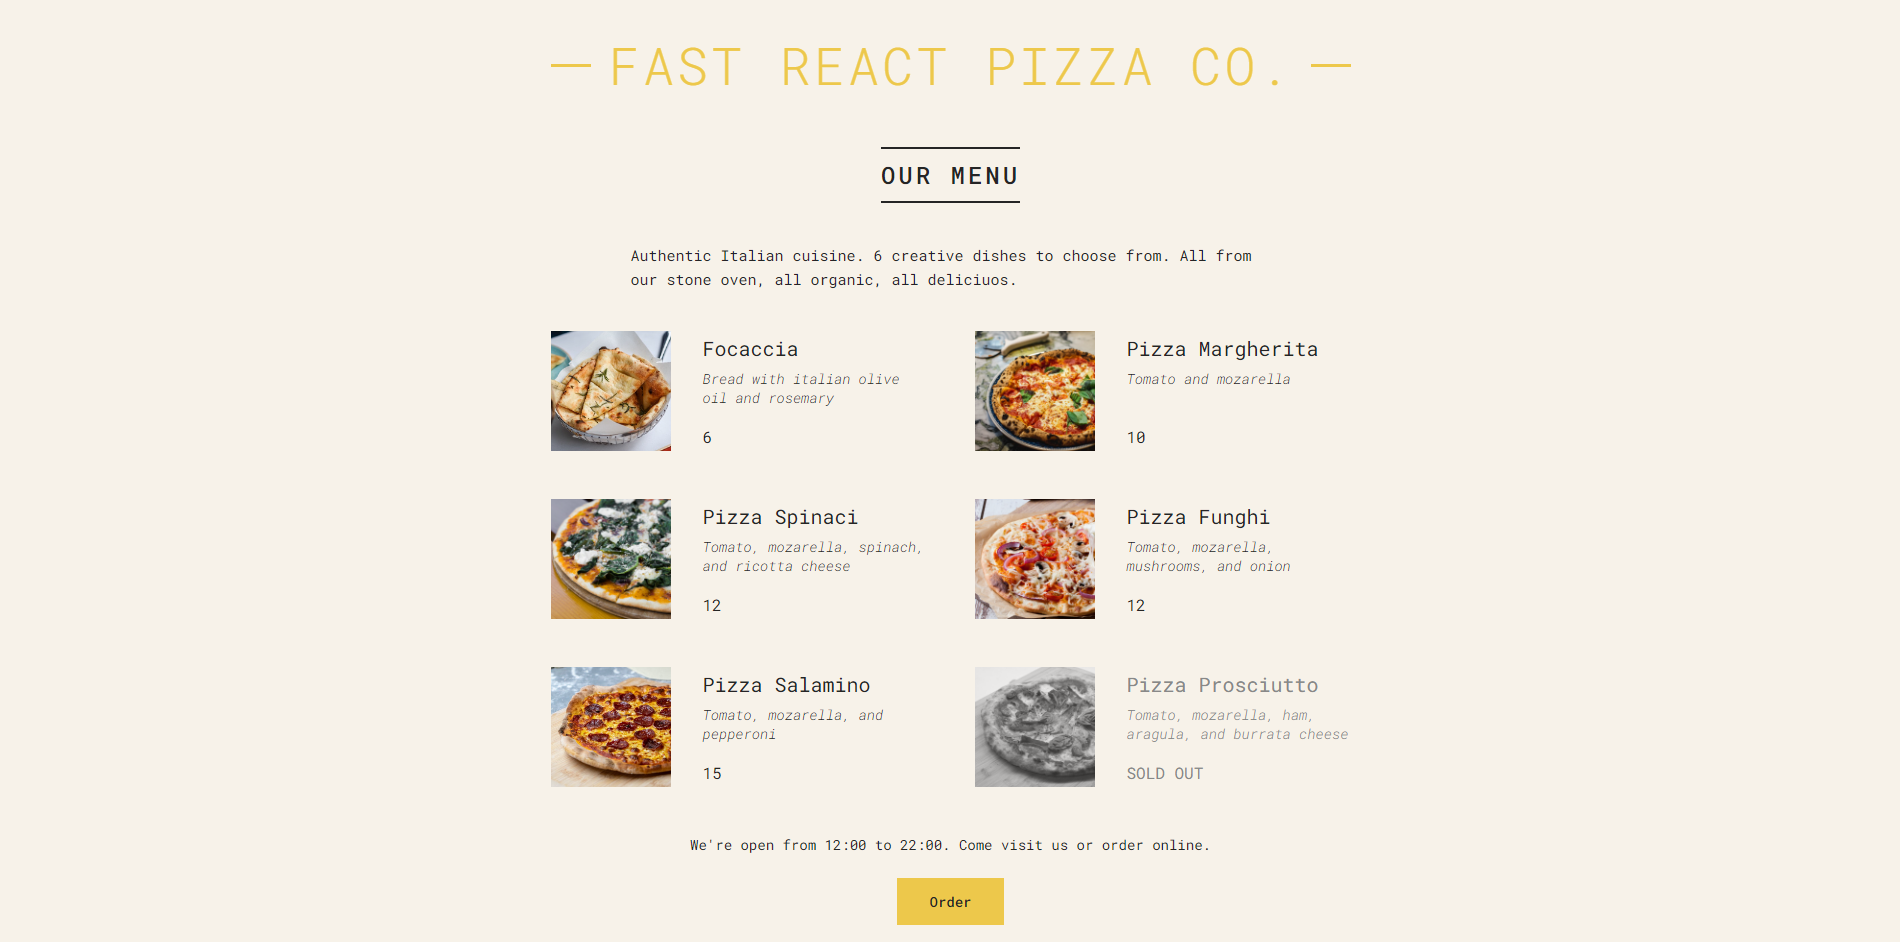 FAST REACT PIZZA CO.
OUR MENU
Authentic Italian cuisine. 6 creative dishes to choose from. All from
our stone oven, all organic, all deliciuos.
Focaccia
Bread with italian olive
oil and rosemary
6
Pizza Margherita
Tomato and mozarella
10
Pizza Spinaci
Tomato, mozarella, spinach,
and ricotta cheese
12
Pizza Funghi
Tomato, mozarella,
mushrooms, and onion
12
Pizza Salamino
Tomato, mozarella, and
pepperoni
15
Pizza Prosciutto
Tomato, mozarella, ham,
aragula, and burrata cheese
SOLD OUT
We're open from 12:00 to 22:00. Come visit us or order online.
Order